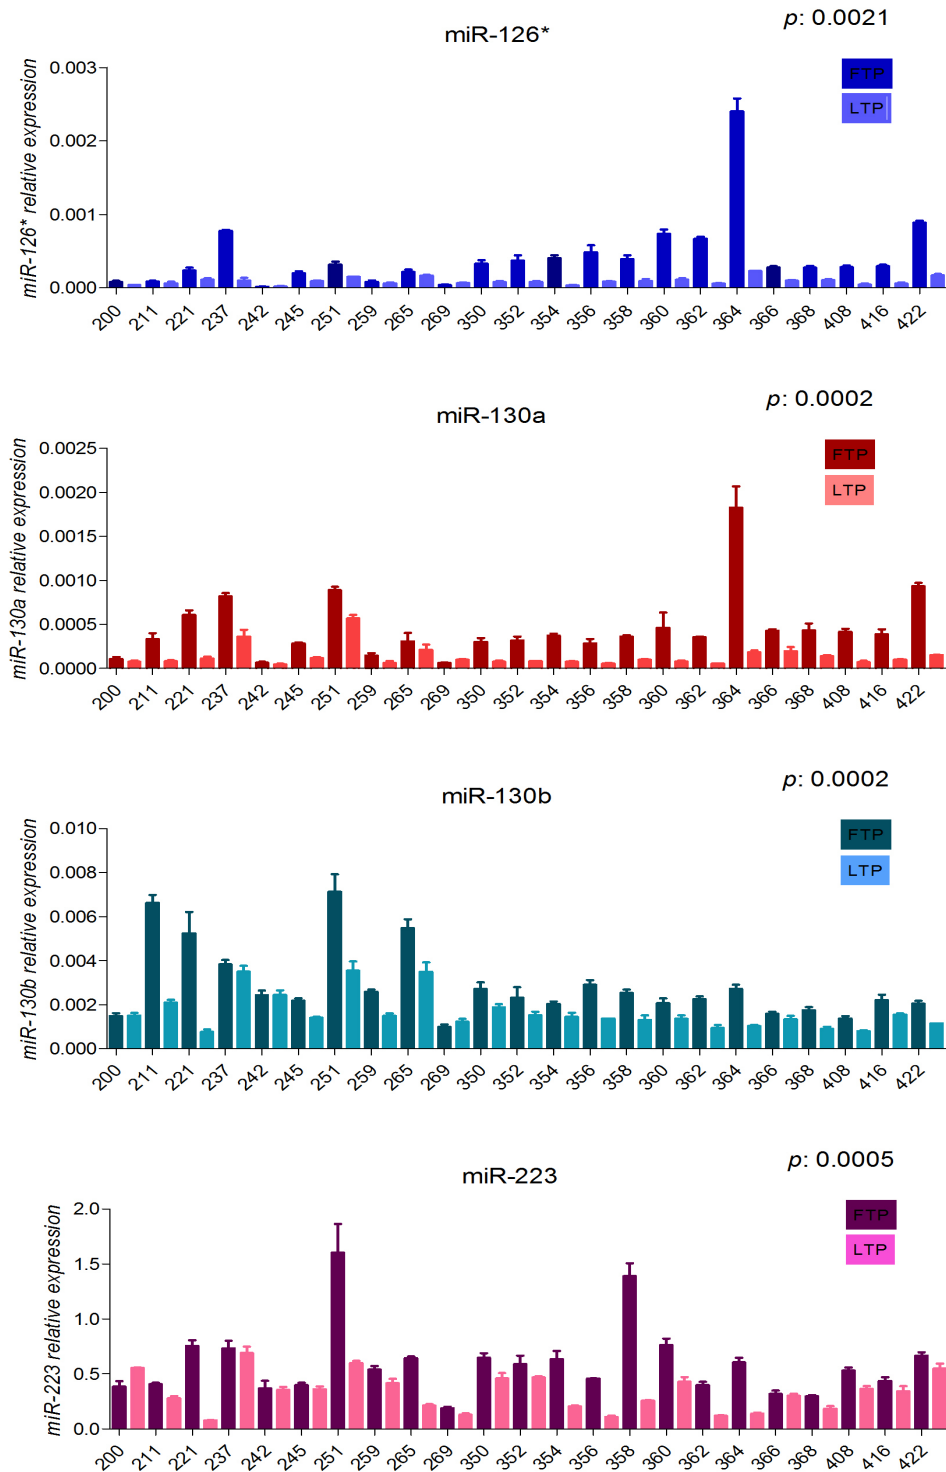 p: 0.0021
miR-126*
miR-126* relative expression
0.003
0.002
0.001
0.000
FTP
LTP
200 211 221 237 242 245 251 259 265 269 350 352 354 356 358 360 362 364 366 368 408 416 422
p: 0.0002
miR-130a
miR-130a relative expression
0.0025
0.0020
0.0015
0.0010
0.0005
0.0000
FTP
LTP
200 211 221 237 242 245 251 259 265 269 350 352 354 356 358 360 362 364 366 368 408 416 422
p: 0.0002
miR-130b
miR-130b relative expression
0.010
0.008
0.006
0.004
0.002
0.000
FTP
LTP
200 211 221 237 242 245 251 259 265 269 350 352 354 356 358 360 362 364 366 368 408 416 422
p: 0.0005
miR-223
miR-223 relative expression
2.0
1.5
1.0
0.5
0.0
FTP
LTP
200 211 221 237 242 245 251 259 265 269 350 352 354 356 358 360 362 364 366 368 408 416 422